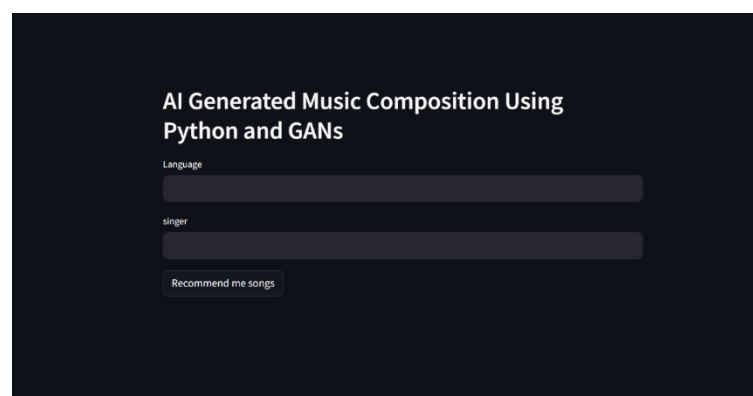 AI Generated Music Composition Using
Python and GANs
Language
singer
Recommend me songs